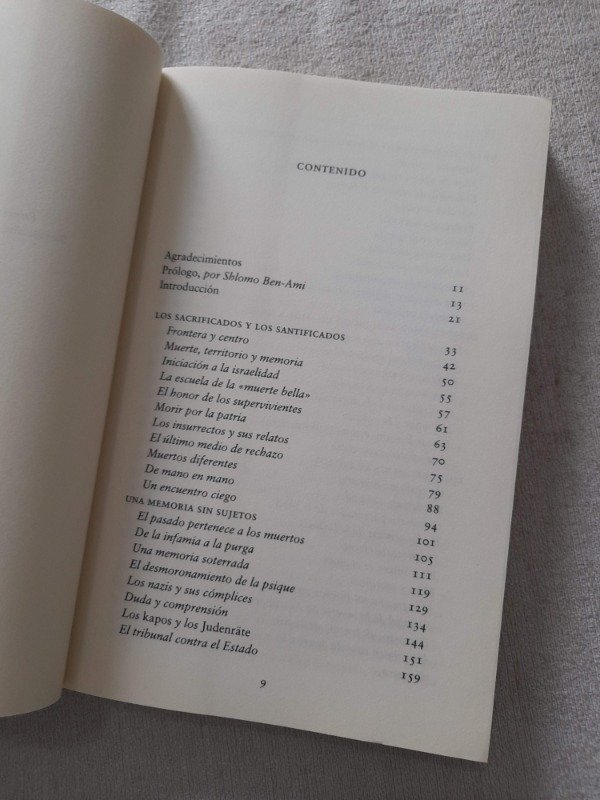 CONTENIDO
Agradecimientos 11
Prólogo, por Shlomo Ben-Ami 13
Introducción 21
LOS SACRIFICADOS Y LOS SANTIFICADOS 33
Frontera y centro 42
Muerte, territorio y memoria 50
Iniciación a la israelidad 55
La escuela de la «muerte bella» 57
El honor de los supervivientes 61
Morir por la patria 63
Los insurrectos y sus relatos 70
El último medio de rechazo 75
Muertos diferentes 79
De mano en mano 88
Un encuentro ciego 94
UNA MEMORIA SIN SUJETOS 101
El pasado pertenece a los muertos 105
De la infamia a la purga 111
Una memoria soterrada 119
El desmoronamiento de la psique 129
Los nazis y sus cómplices 134
Duda y comprensión 144
Los kapos y los Judenräte 151
El tribunal contra el Estado 159
9